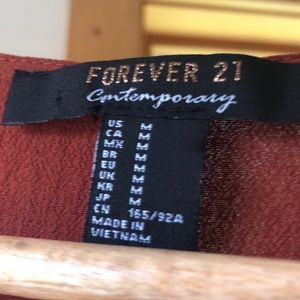 FOREVER 21
Contemporary
US M
CA M
MX M
BR M
EU M
UK M
KR M
JP M
CN 165/92A
MADE IN
VIETNAM